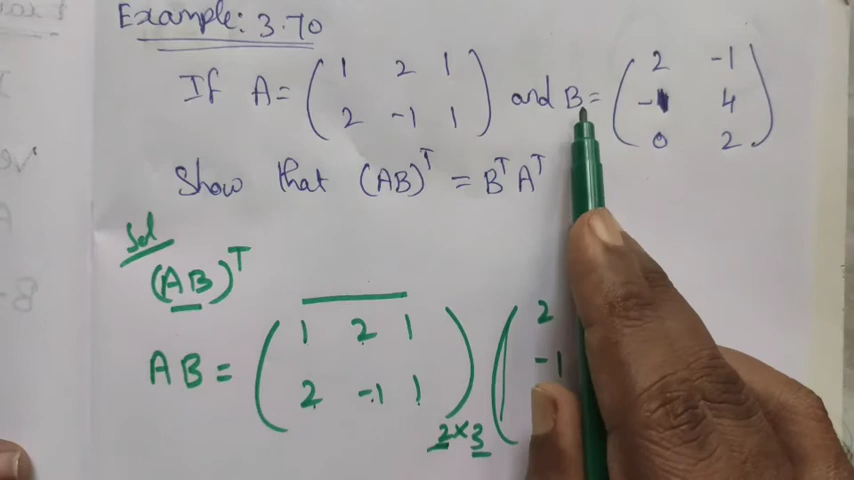 Example: 3.70
If A = ( 1 2 1 and B = ( 2 -1
2 -1 1 ) -1 4
0 2 )
Show that (AB)^T = B^T A^T
Sol
(AB)^T
AB = ( 1 2 1 ( 2
2 -1 1 ) 2×3 -1